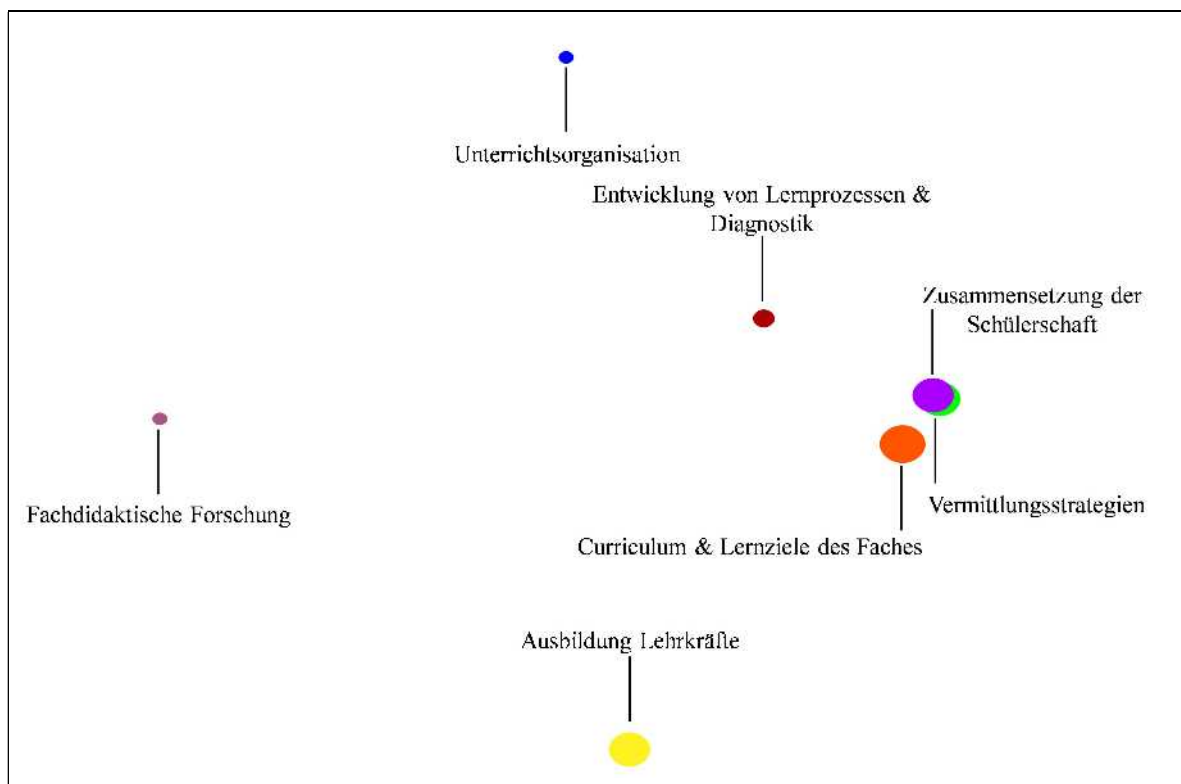 Unterrichtsorganisation
Entwicklung von Lernprozessen &
Diagnostik
Zusammensetzung der
Schülerschaft
Vermittlungsstrategien
Fachdidaktische Forschung
Curriculum & Lernziele des Faches
Ausbildung Lehrkräfte